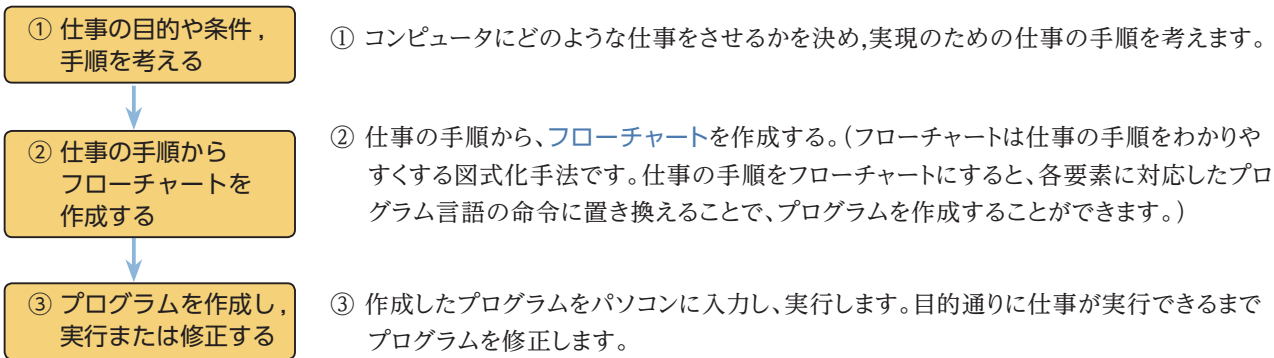 ① 仕事の目的や条件，
手順を考える
① コンピュータにどのような仕事をさせるかを決め,実現のための仕事の手順を考えます。
② 仕事の手順から
フローチャートを
作成する
② 仕事の手順から、フローチャートを作成する。(フローチャートは仕事の手順をわかりや
すくする図式化手法です。仕事の手順をフローチャートにすると、各要素に対応したプロ
グラム言語の命令に置き換えることで、プログラムを作成することができます。)
③ プログラムを作成し，
実行または修正する
③ 作成したプログラムをパソコンに入力し、実行します。目的通りに仕事が実行できるまで
プログラムを修正します。